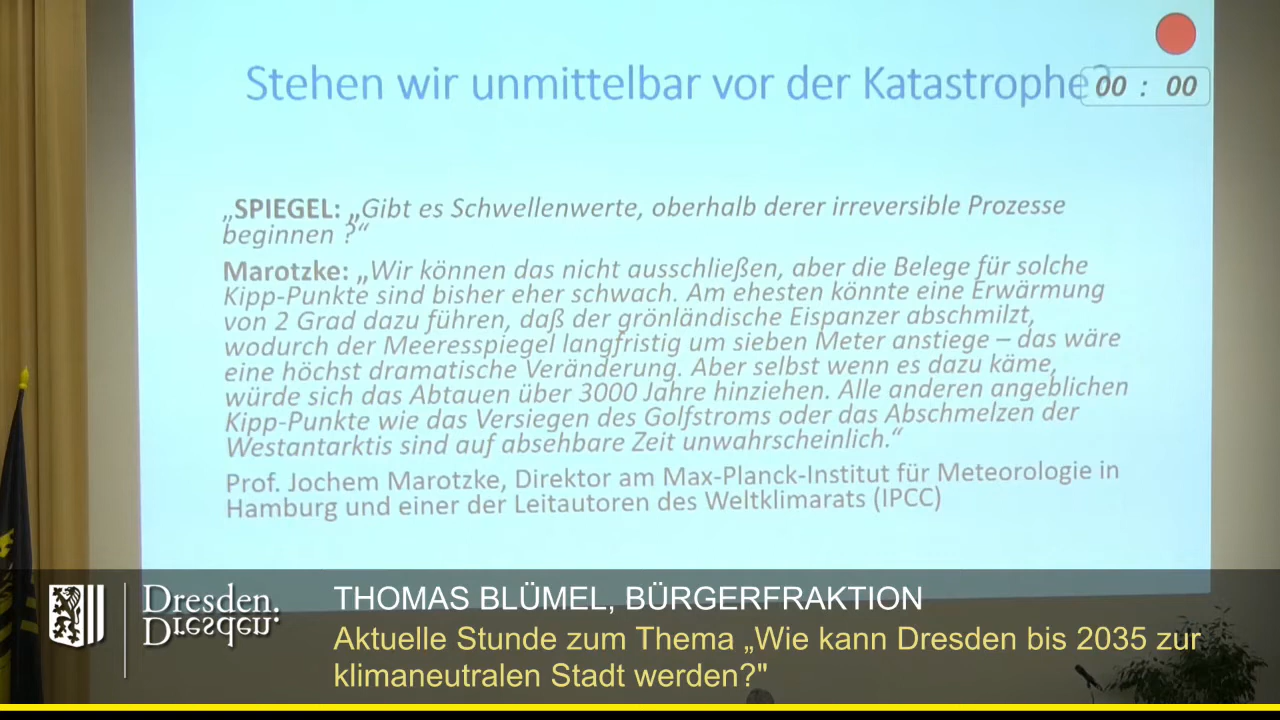 Stehen wir unmittelbar vor der Katastrophe?
00 : 00
„SPIEGEL: „Gibt es Schwellenwerte, oberhalb derer irreversible Prozesse
beginnen ?“
Marotzke: „Wir können das nicht ausschließen, aber die Belege für solche
Kipp-Punkte sind bisher eher schwach. Am ehesten könnte eine Erwärmung
von 2 Grad dazu führen, daß der grönländische Eispanzer abschmilzt,
wodurch der Meeresspiegel langfristig um sieben Meter anstiege – das wäre
eine höchst dramatische Veränderung. Aber selbst wenn es dazu käme,
würde sich das Abtauen über 3000 Jahre hinziehen. Alle anderen angeblichen
Kipp-Punkte wie das Versiegen des Golfstroms oder das Abschmelzen der
Westantarktis sind auf absehbare Zeit unwahrscheinlich.“
Prof. Jochem Marotzke, Direktor am Max-Planck-Institut für Meteorologie in
Hamburg und einer der Leitautoren des Weltklimarats (IPCC)
Dresden.
Dresden.
THOMAS BLÜMEL, BÜRGERFRAKTION
Aktuelle Stunde zum Thema „Wie kann Dresden bis 2035 zur
klimaneutralen Stadt werden?"